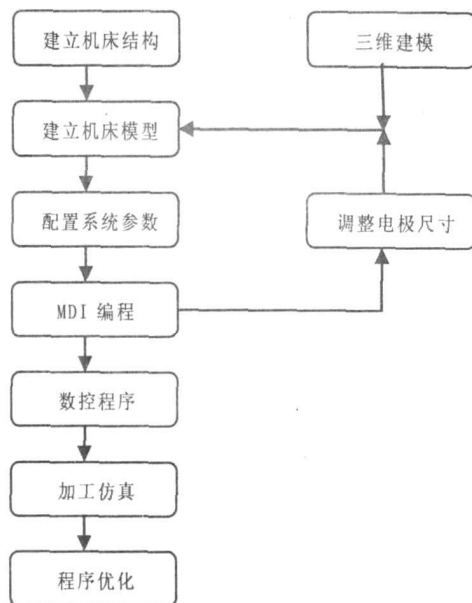 建立机床结构
三维建模
建立机床模型
配置系统参数
调整电极尺寸
MDI 编程
数控程序
加工仿真
程序优化